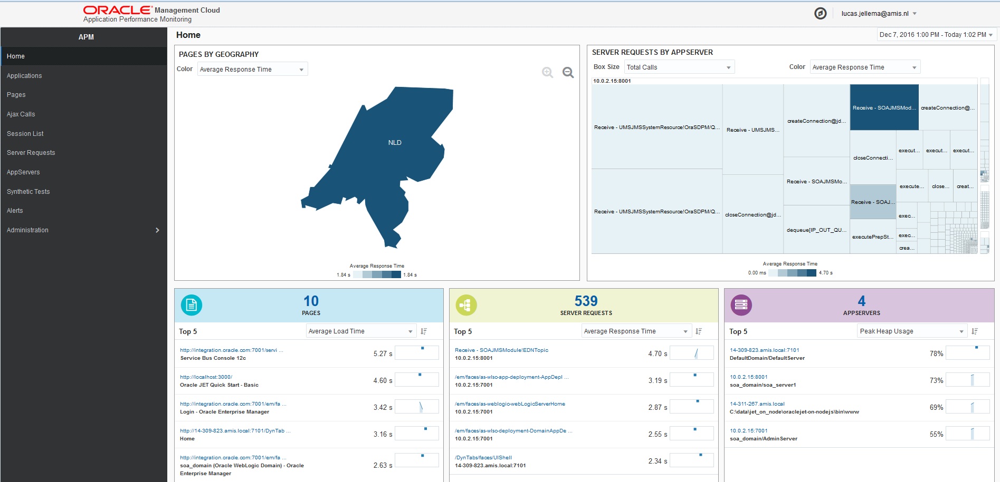 ORACLE Management Cloud
Application Performance Monitoring
lucas.jellema@amis.nl
APM
Home
Applications
Pages
Ajax Calls
Session List
Server Requests
AppServers
Synthetic Tests
Alerts
Administration
Home
Dec 7, 2016 1:00 PM - Today 1:02 PM
PAGES BY GEOGRAPHY
Color Average Response Time
NLD
Average Response Time
1.84 s 1.84 s
SERVER REQUESTS BY APPSERVER
Box Size Total Calls Color Average Response Time
10.0.2.15:8001
Receive - UMSJMSSystemResource!OraSDPM/Q...
Receive - UMSJMSSystemResource!OraSDPM/Q...
Receive - UMSJMS...
closeConnection@jd...
createConnection@jd...
Receive - SOAJMSMo...
dequeue[IP_OUT_QU...
Receive - SOAJMSMod...
createConnection@...
closeConnecti...
execut...
execut...
execut...
Receive - SOAJ...
execute...
close...
creat...
executePrepSt...
exec...
exec...
crea...
Average Response Time
0.00 ms 4.70 s
10
PAGES
Top 5 Average Load Time
http://integration.oracle.com:7001/servi ...
Service Bus Console 12c
5.27 s
http://localhost:3000/
Oracle JET Quick Start - Basic
4.60 s
http://integration.oracle.com:7001/em/fa ...
Login - Oracle Enterprise Manager
3.42 s
http://14-309-823.amis.local:7101/DynTab ...
Home
3.16 s
http://integration.oracle.com:7001/em/fa ...
soa_domain (Oracle WebLogic Domain) - Oracle
Enterprise Manager
2.63 s
539
SERVER REQUESTS
Top 5 Average Response Time
Receive - SOAJMSModule!EDNTopic
10.0.2.15:8001
4.70 s
/em/faces/as-wlsc-app-deployment-AppDepl ...
10.0.2.15:7001
3.19 s
/em/faces/as-weblogic-webLogicServerHome
10.0.2.15:7001
2.87 s
/em/faces/as-wlsc-deployment-DomainAppDe ...
10.0.2.15:7001
2.55 s
/DynTabs/faces/UIShell
14-309-823.amis.local:7101
2.34 s
4
APPSERVERS
Top 5 Peak Heap Usage
14-309-823.amis.local:7101
DefaultDomain/DefaultServer
78%
10.0.2.15:8001
soa_domain/soa_server1
73%
14-311-267.amis.local
C:\data\jet_on_node\oraclejet-on-nodejs\bin\www
69%
10.0.2.15:7001
soa_domain/AdminServer
55%